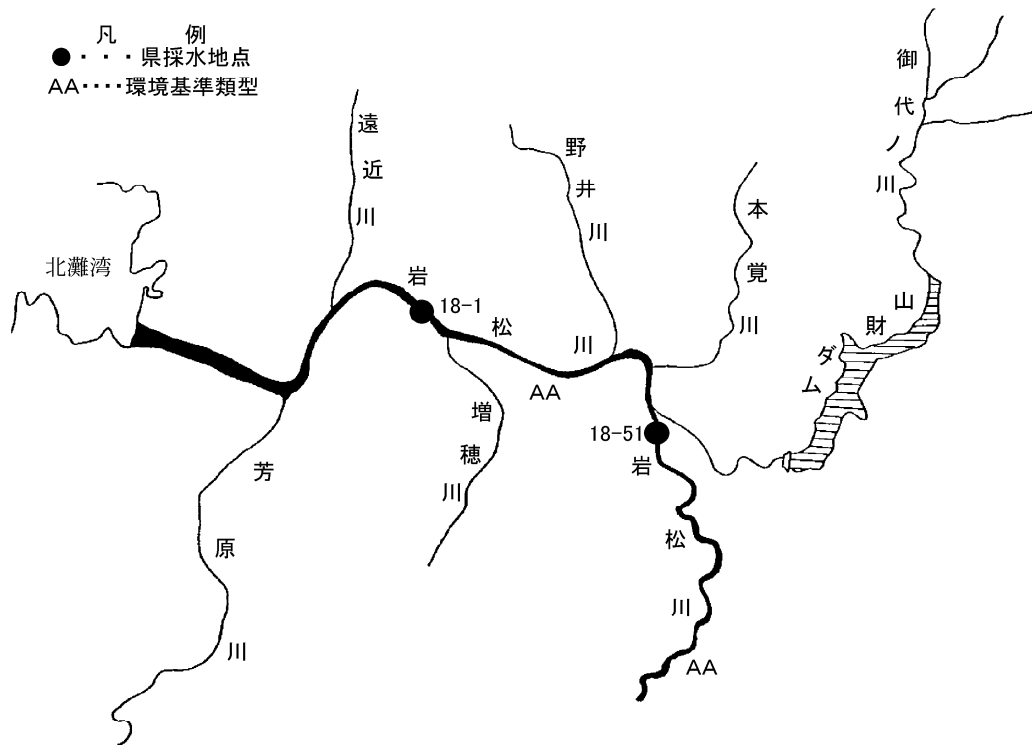 凡 例
●・・・県採水地点
AA・・・・環境基準類型
御代ノ川
遠近川
野井川
本覚川
北灘湾
岩松川
18-1
AA
山財ダム
増穂川
18-51
岩松川
芳原川
AA